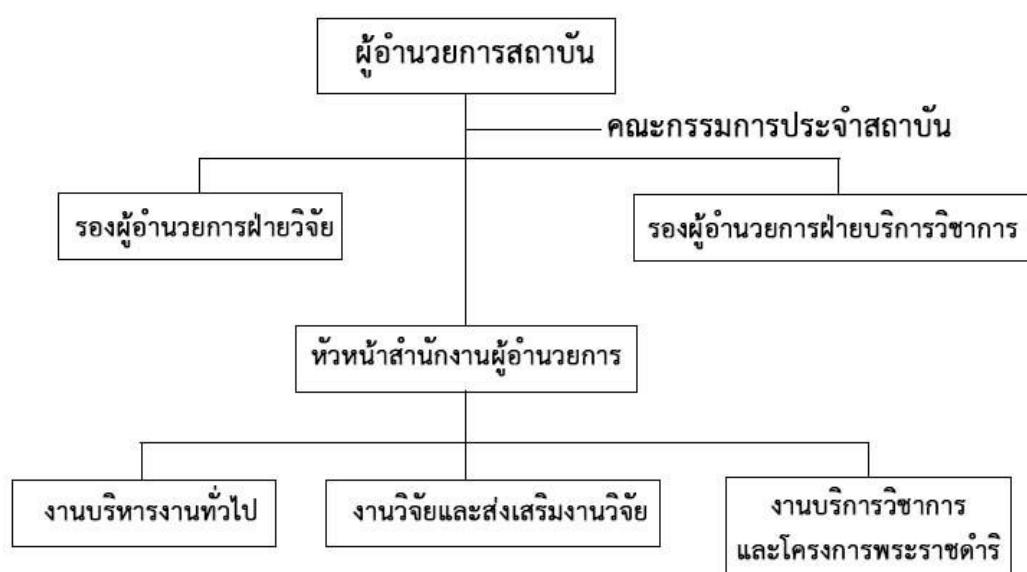 ผู้อำนวยการสถาบัน
คณะกรรมการประจำสถาบัน
รองผู้อำนวยการฝ่ายวิจัย
รองผู้อำนวยการฝ่ายบริการวิชาการ
หัวหน้าสำนักงานผู้อำนวยการ
งานบริหารงานทั่วไป
งานวิจัยและส่งเสริมงานวิจัย
งานบริการวิชาการ
และโครงการพระราชดำริ